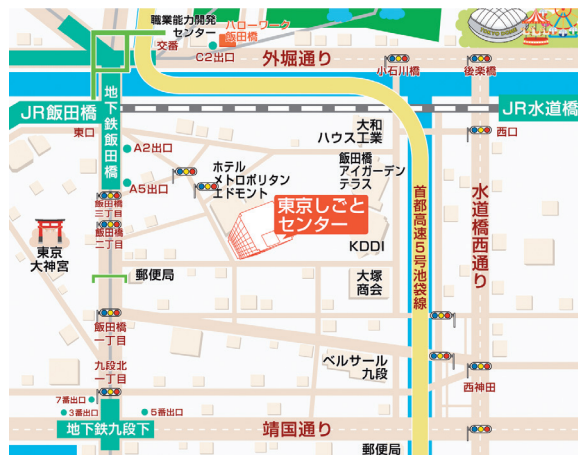 職業能力開発
センター
ハローワーク
飯田橋
交番
C2出口
外堀通り
小石川橋
後楽橋
TOKYO DOME
JR飯田橋
地下鉄飯田橋
JR水道橋
東口
西口
A2出口
大和
ハウス工業
ホテル
メトロポリタン
エドモント
飯田橋
アイガーデン
テラス
A5出口
飯田橋
三丁目
東京しごと
センター
首都高速5号池袋線
水道橋西通り
飯田橋
二丁目
東京
大神宮
KDDI
郵便局
大塚
商会
飯田橋
一丁目
ベルサール
九段
九段北
一丁目
西神田
7番出口
3番出口
5番出口
地下鉄九段下
靖国通り
郵便局